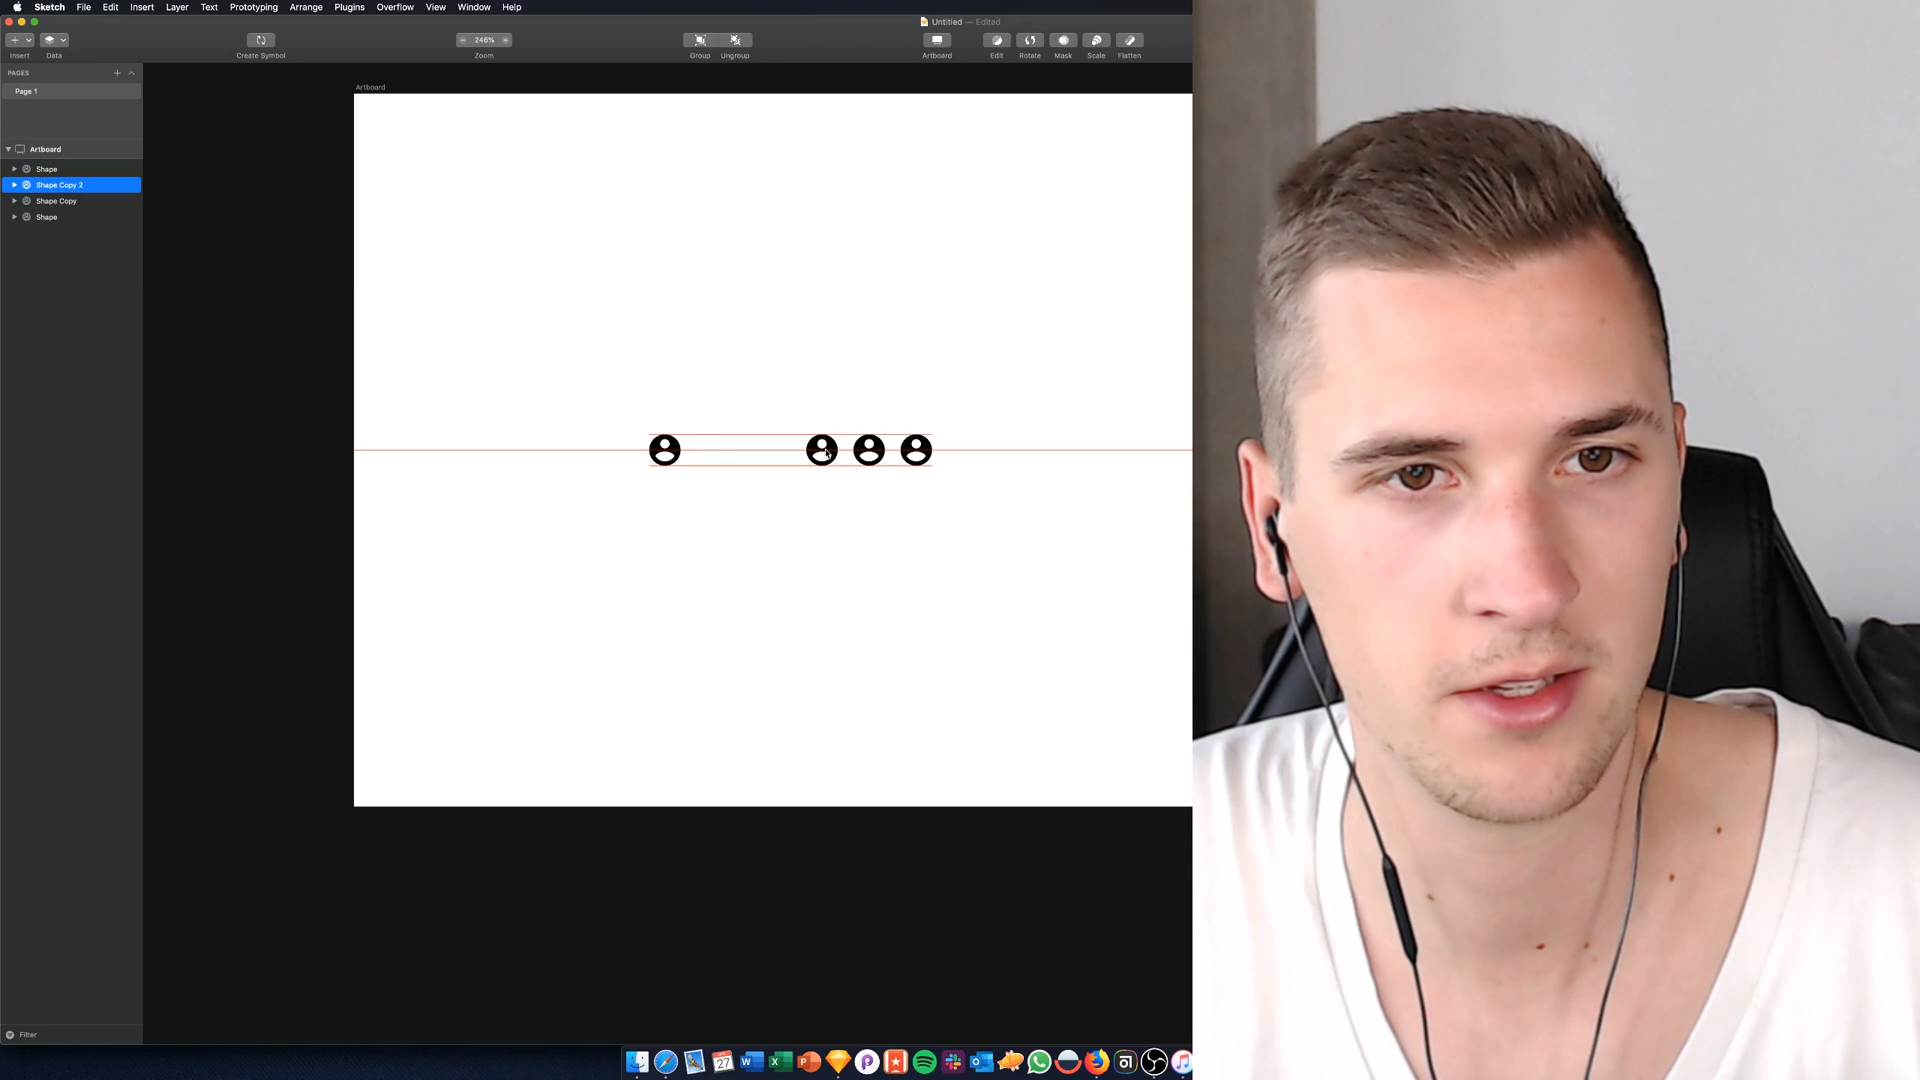 Sketch File Edit Insert Layer Text Prototyping Arrange Plugins Overflow View Window Help
Untitled — Edited
246%
Insert Data Create Symbol Zoom Group Ungroup Artboard Edit Rotate Mask Scale Flatten
PAGES
Page 1
Artboard
Artboard
Shape
Shape Copy 2
Shape Copy
Shape
Filter
27